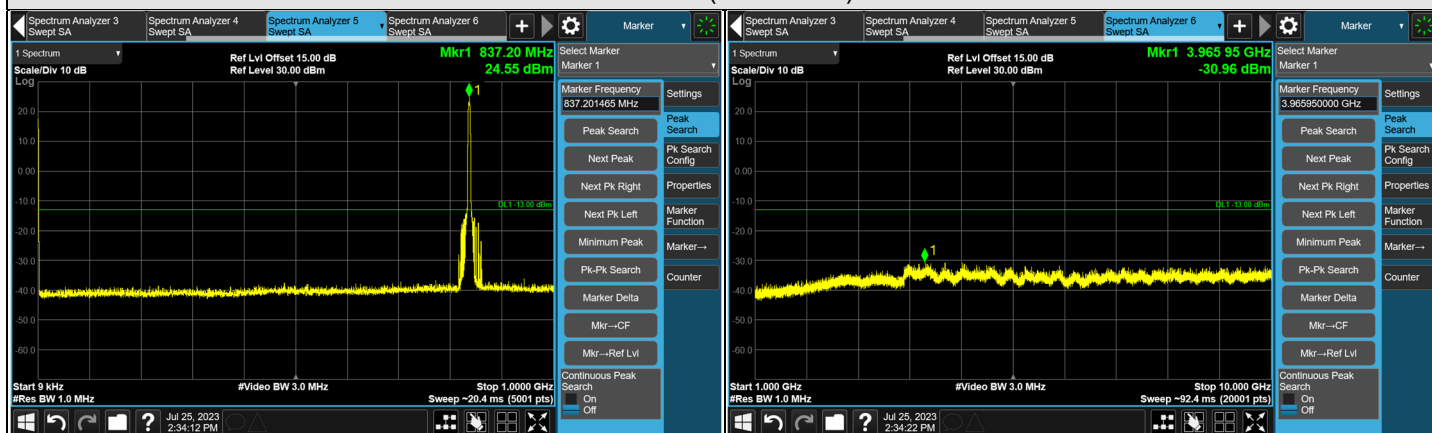 Spectrum Analyzer 3
Swept SA
Spectrum Analyzer 4
Swept SA
Spectrum Analyzer 5
Swept SA
Spectrum Analyzer 6
Swept SA
Marker
1 Spectrum
Scale/Div 10 dB
Log
Ref Lvl Offset 15.00 dB
Ref Level 30.00 dBm
Mkr1 837.20 MHz
24.55 dBm
1
20.0
10.0
0.00
-10.0
-20.0
-30.0
-40.0
-50.0
-60.0
DL1 -13.00 dBm
Start 9 kHz
#Res BW 1.0 MHz
#Video BW 3.0 MHz
Stop 1.0000 GHz
Sweep ~20.4 ms (5001 pts)
Select Marker
Marker 1
Marker Frequency
837.201465 MHz
Peak Search
Next Peak
Next Pk Right
Next Pk Left
Minimum Peak
Pk-Pk Search
Marker Delta
Mkr→CF
Mkr→Ref Lvl
Continuous Peak
Search
On
Off
Settings
Peak
Search
Pk Search
Config
Properties
Marker
Function
Marker→
Counter
?
Jul 25, 2023
2:34:12 PM
Spectrum Analyzer 3
Swept SA
Spectrum Analyzer 4
Swept SA
Spectrum Analyzer 5
Swept SA
Spectrum Analyzer 6
Swept SA
Marker
1 Spectrum
Scale/Div 10 dB
Log
Ref Lvl Offset 15.00 dB
Ref Level 30.00 dBm
Mkr1 3.965 95 GHz
-30.96 dBm
1
20.0
10.0
0.00
-10.0
-20.0
-30.0
-40.0
-50.0
-60.0
DL1 -13.00 dBm
Start 1.000 GHz
#Res BW 1.0 MHz
#Video BW 3.0 MHz
Stop 10.000 GHz
Sweep ~92.4 ms (20001 pts)
Select Marker
Marker 1
Marker Frequency
3.965950000 GHz
Peak Search
Next Peak
Next Pk Right
Next Pk Left
Minimum Peak
Pk-Pk Search
Marker Delta
Mkr→CF
Mkr→Ref Lvl
Continuous Peak
Search
On
Off
Settings
Peak
Search
Pk Search
Config
Properties
Marker
Function
Marker→
Counter
?
Jul 25, 2023
2:34:22 PM